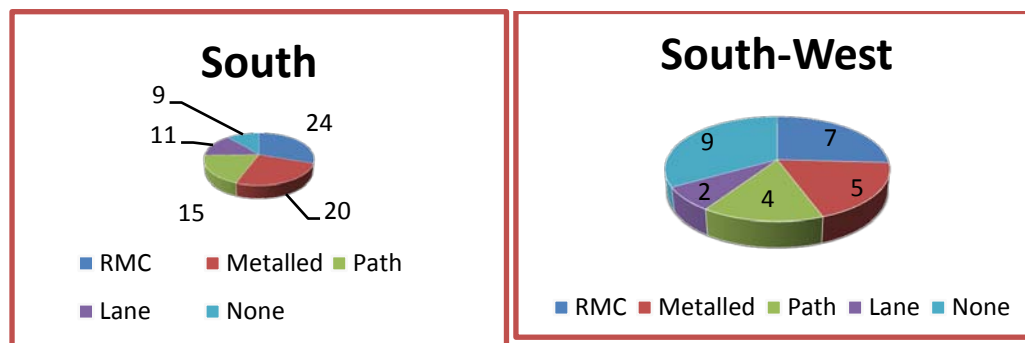 South
9
24
11
15
20
RMC Metalled Path
Lane None
South-West
9
7
2
4
5
RMC Metalled Path Lane None